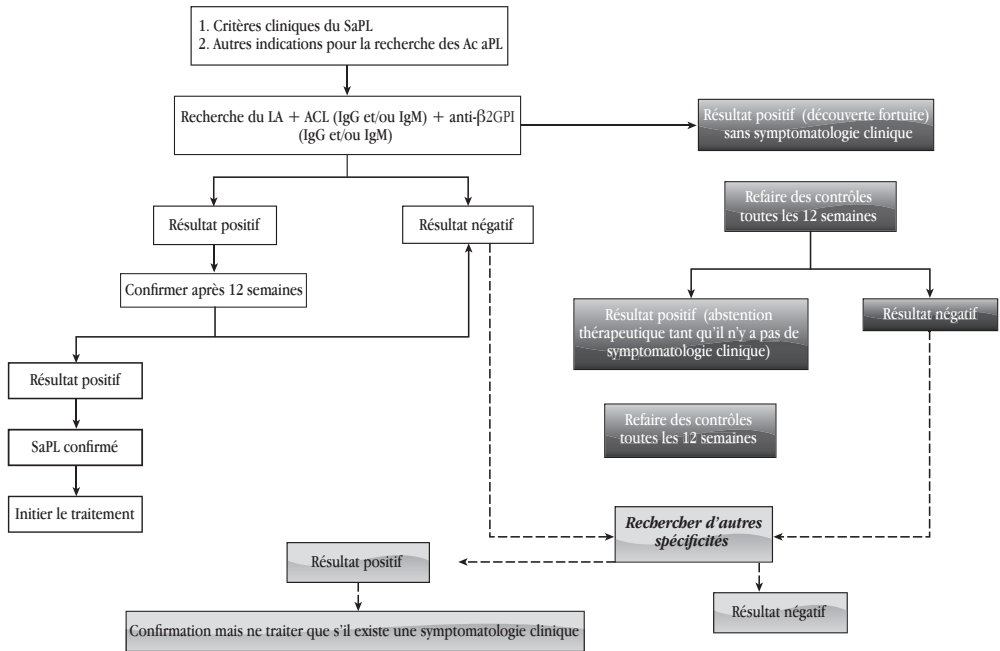 1. Critères cliniques du SaPL
2. Autres indications pour la recherche des Ac aPL
Recherche du LA + ACL (IgG et/ou IgM) + anti-β2GPI
(IgG et/ou IgM)
Résultat positif (découverte fortuite)
sans symptomatologie clinique
Résultat positif
Résultat négatif
Refaire des contrôles
toutes les 12 semaines
Confirmer après 12 semaines
Résultat positif (abstention
thérapeutique tant qu'il n'y a pas de
symptomatologie clinique)
Résultat négatif
Résultat positif
Refaire des contrôles
toutes les 12 semaines
SaPL confirmé
Initier le traitement
Rechercher d'autres
spécificités
Résultat positif
Résultat négatif
Confirmation mais ne traiter que s'il existe une symptomatologie clinique